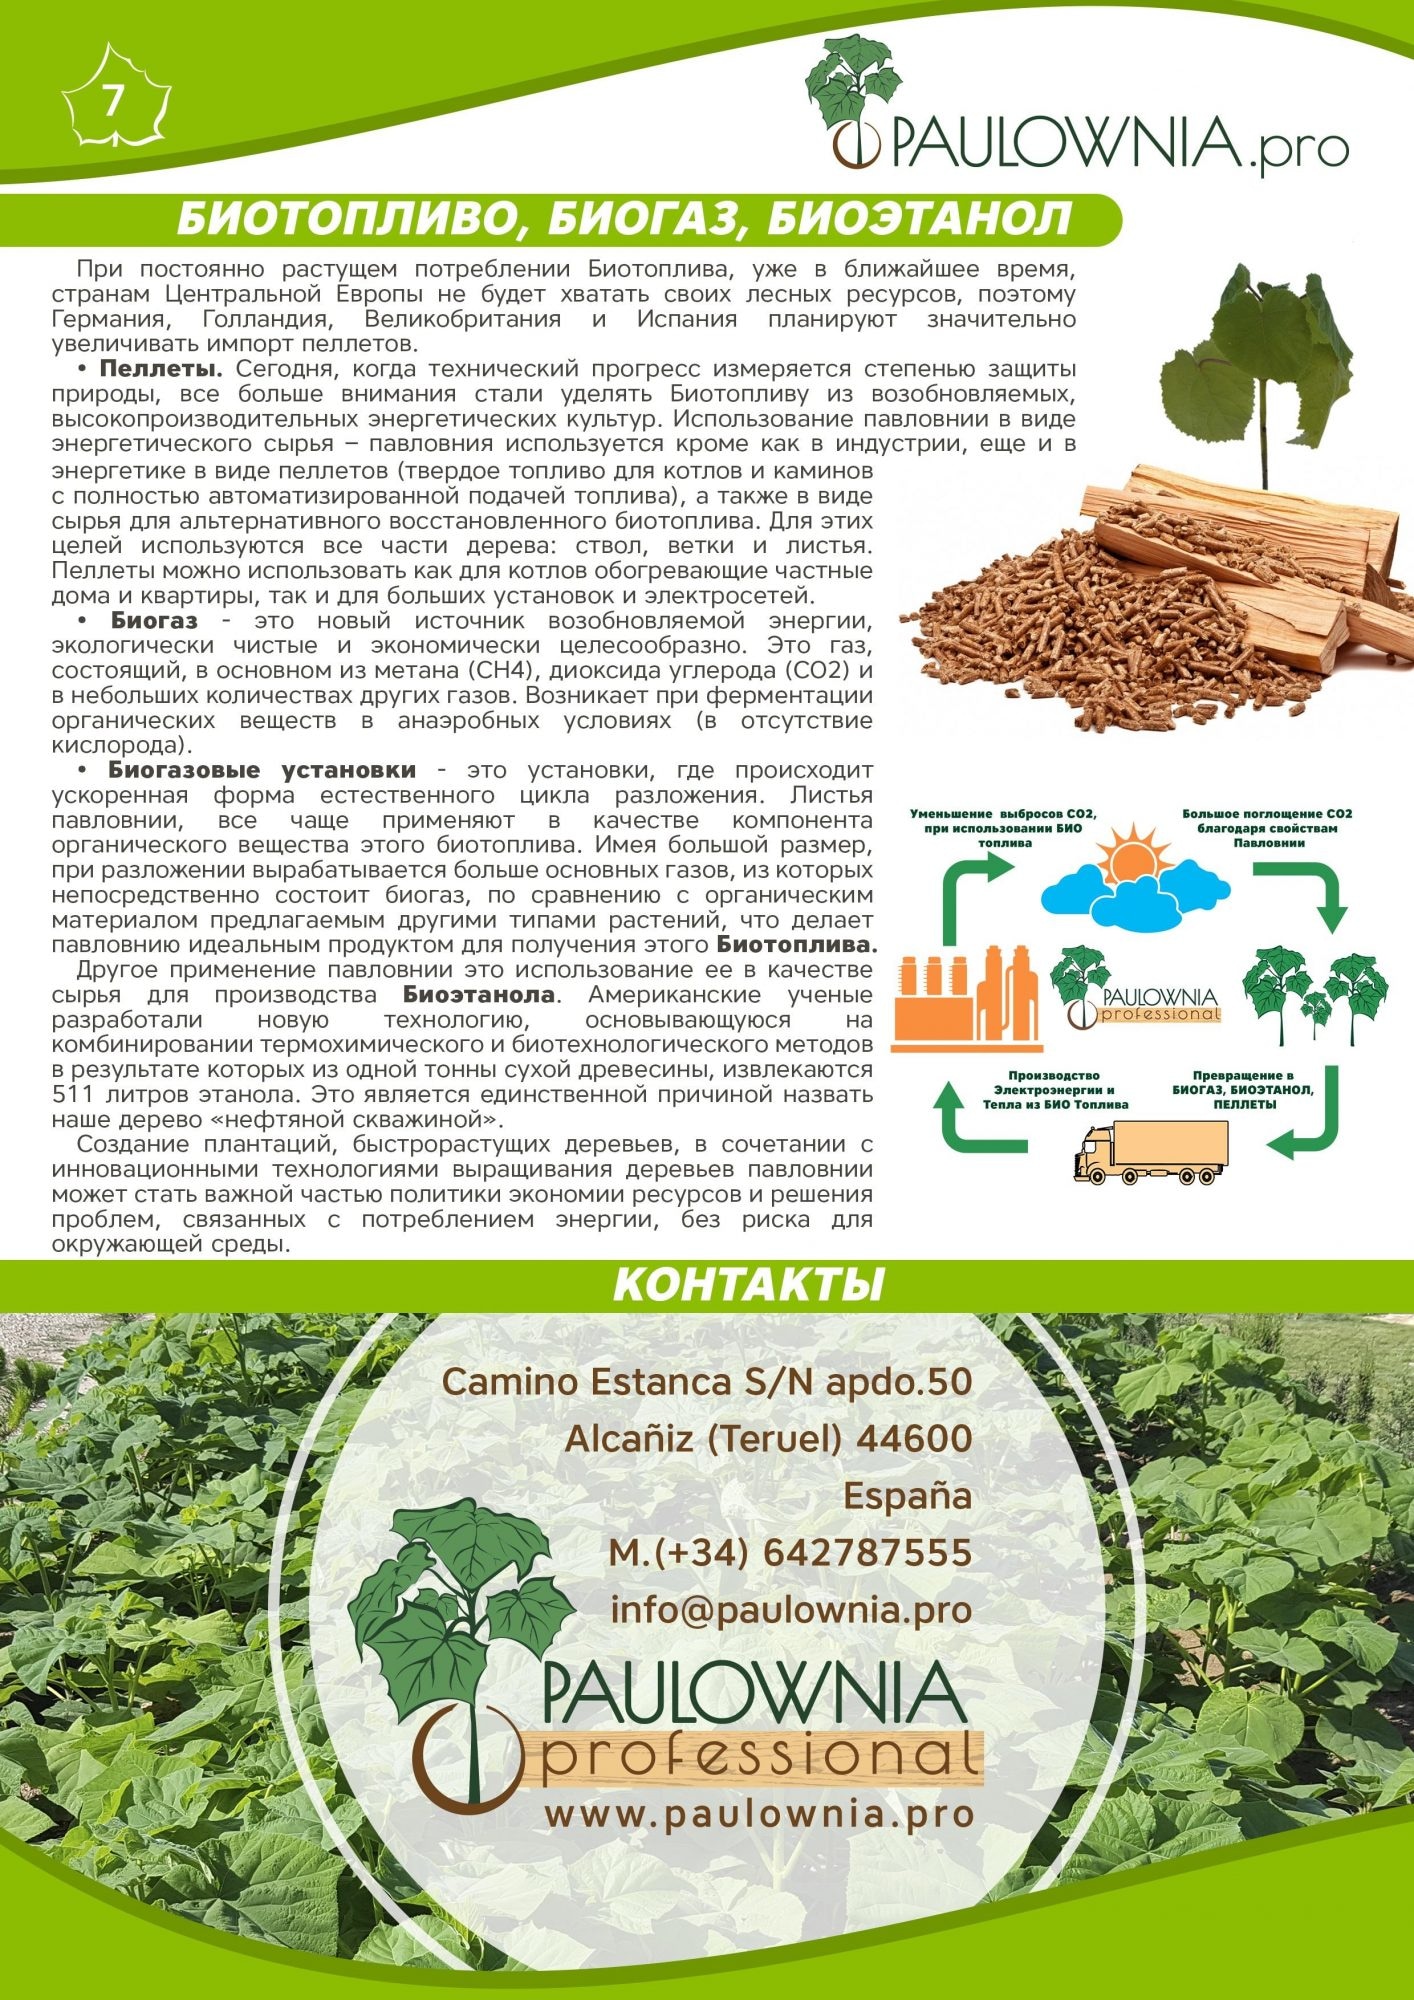 7
PAULOWNIA.pro
БИОТОПЛИВО, БИОГАЗ, БИОЭТАНОЛ
При постоянно растущем потреблении Биотоплива, уже в ближайшее время,
странам Центральной Европы не будет хватать своих лесных ресурсов, поэтому
Германия, Голландия, Великобритания и Испания планируют значительно
увеличивать импорт пеллетов.
• Пеллеты. Сегодня, когда технический прогресс измеряется степенью защиты
природы, все больше внимания стали уделять Биотопливу из возобновляемых,
высокопроизводительных энергетических культур. Использование павловнии в виде
энергетического сырья – павловния используется кроме как в индустрии, еще и в
энергетике в виде пеллетов (твердое топливо для котлов и каминов
с полностью автоматизированной подачей топлива), а также в виде
сырья для альтернативного восстановленного биотоплива. Для этих
целей используются все части дерева: ствол, ветки и листья.
Пеллеты можно использовать как для котлов обогревающие частные
дома и квартиры, так и для больших установок и электросетей.
• Биогаз - это новый источник возобновляемой энергии,
экологически чистые и экономически целесообразно. Это газ,
состоящий, в основном из метана (CH4), диоксида углерода (CO2) и
в небольших количествах других газов. Возникает при ферментации
органических веществ в анаэробных условиях (в отсутствие
кислорода).
• Биогазовые установки - это установки, где происходит
ускоренная форма естественного цикла разложения. Листья
павловнии, все чаще применяют в качестве компонента
органического вещества этого биотоплива. Имея большой размер,
при разложении вырабатывается больше основных газов, из которых
непосредственно состоит биогаз, по сравнению с органическим
материалом предлагаемым другими типами растений, что делает
павловнию идеальным продуктом для получения этого Биотоплива.
Другое применение павловнии это использование ее в качестве
сырья для производства Биоэтанола. Американские ученые
разработали новую технологию, основывающуюся на
комбинировании термохимического и биотехнологического методов
в результате которых из одной тонны сухой древесины, извлекаются
511 литров этанола. Это является единственной причиной назвать
наше дерево «нефтяной скважиной».
Создание плантаций, быстрорастущих деревьев, в сочетании с
инновационными технологиями выращивания деревьев павловнии
может стать важной частью политики экономии ресурсов и решения
проблем, связанных с потреблением энергии, без риска для
окружающей среды.
Уменьшение выбросов CO2,
при использовании БИО
топлива
Большое поглощение CO2
благодаря свойствам
Павловнии
PAULOWNIA
professional
Производство
Электроэнергии и
Тепла из БИО Топлива
Превращение в
БИОГАЗ, БИОЭТАНОЛ,
ПЕЛЛЕТЫ
КОНТАКТЫ
Camino Estanca S/N apdo.50
Alcañiz (Teruel) 44600
España
M.(+34) 642787555
info@paulownia.pro
PAULOWNIA
professional
www.paulownia.pro